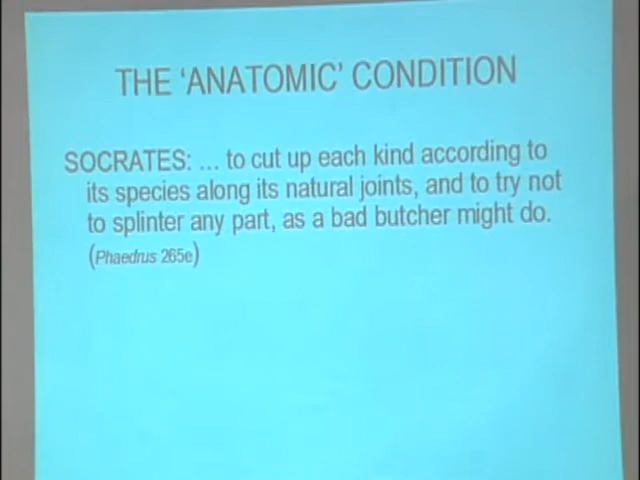 THE ‘ANATOMIC’ CONDITION
SOCRATES: ... to cut up each kind according to
its species along its natural joints, and to try not
to splinter any part, as a bad butcher might do.
(Phaedrus 265e)